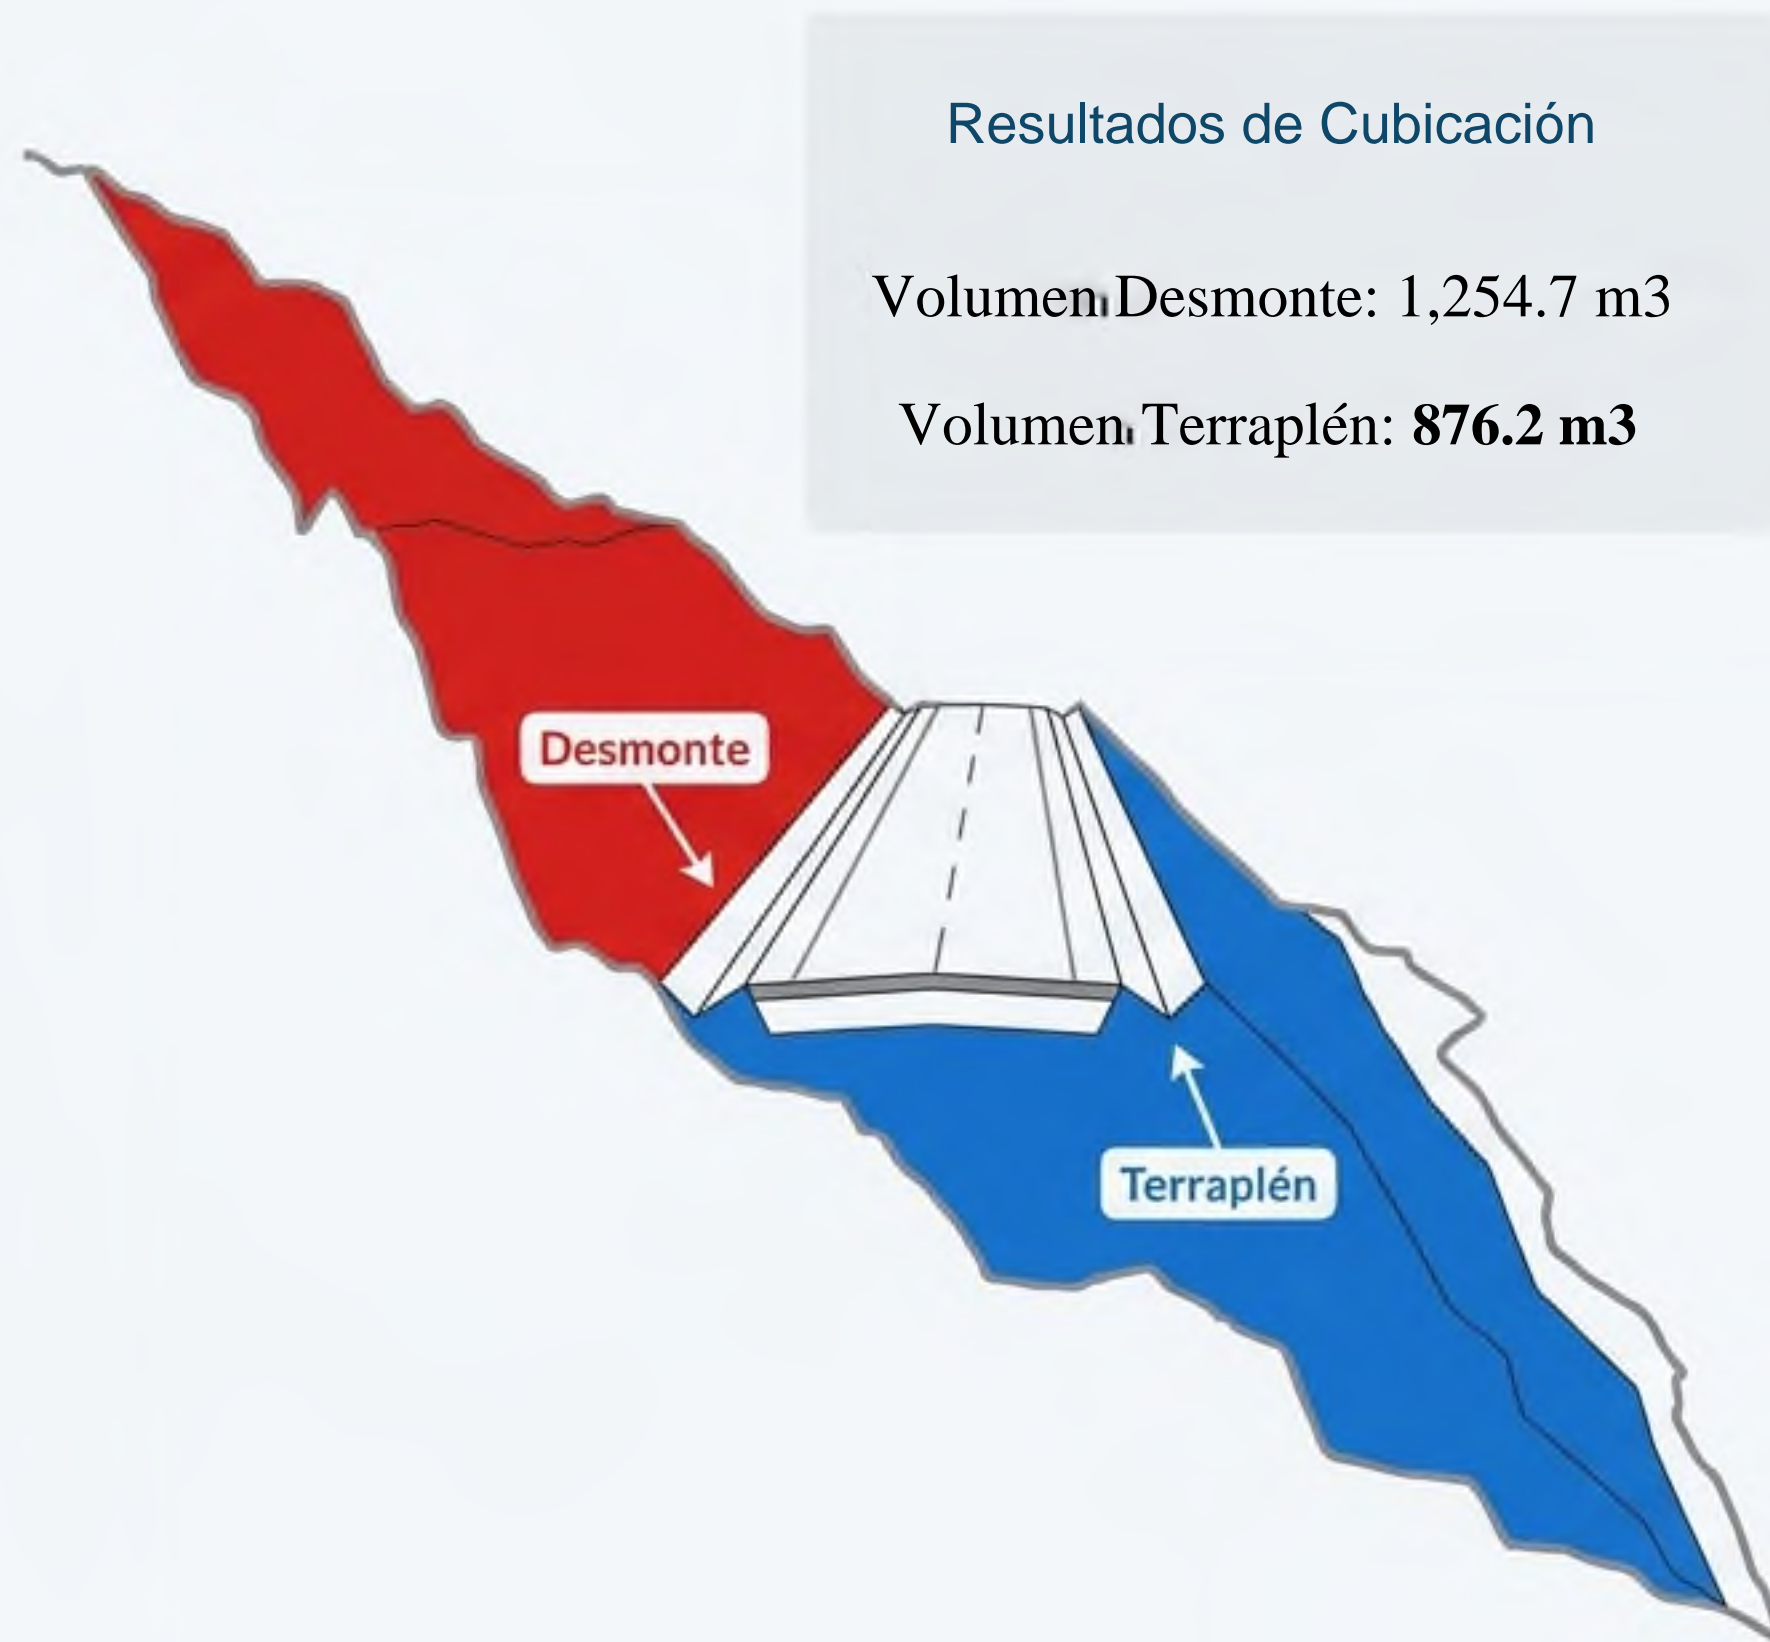 Resultados de Cubicación
Volumen Desmonte: 1,254.7 m3
Volumen Terraplén: 876.2 m3
Desmonte
Terraplén